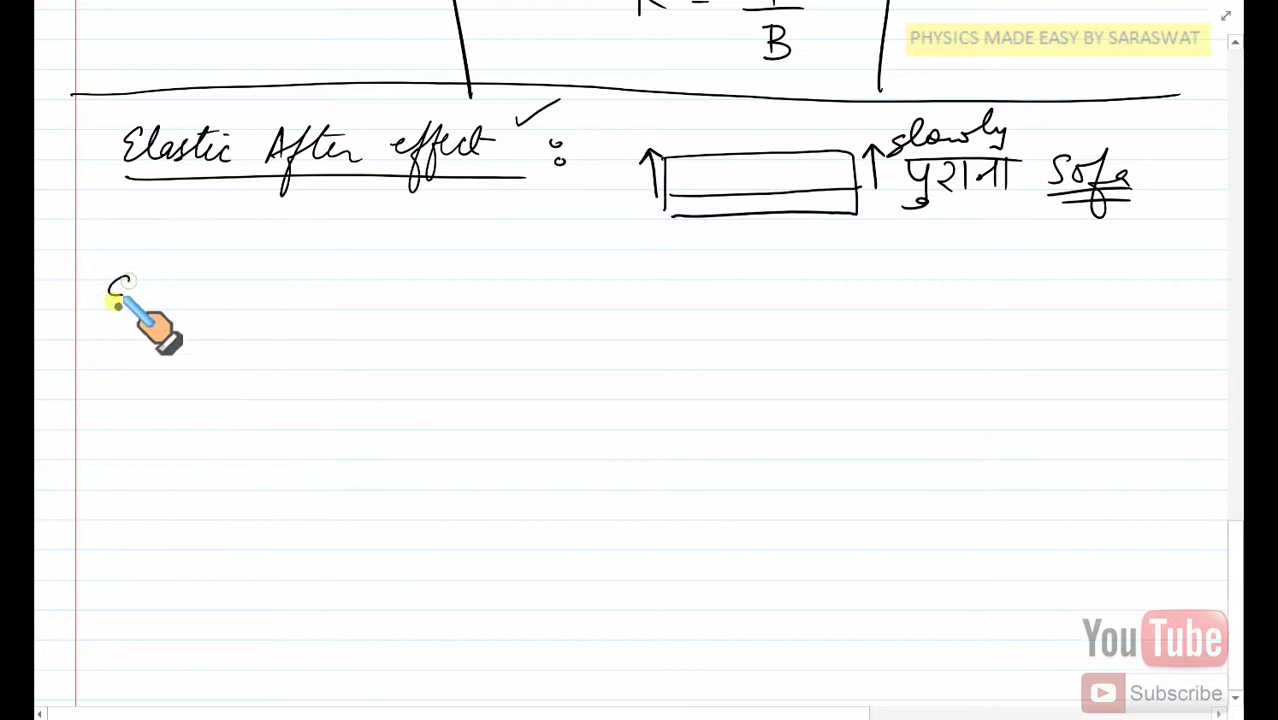 B
PHYSICS MADE EASY BY SARASWAT
Elastic After effect :
slowly
पुराना Sofa
YouTube
Subscribe